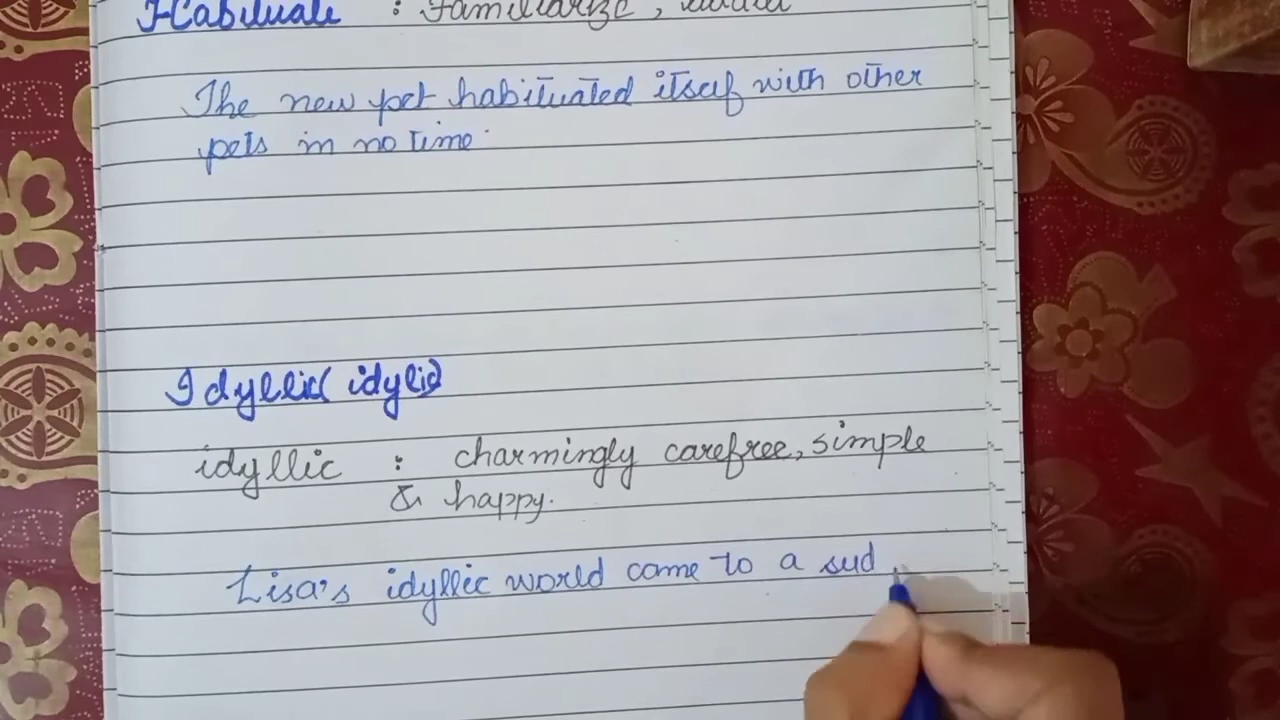 Habituate : Familiarize,
The new pet habituated itself with other
pets in no time.
Idyllic( idylic)
idyllic : charmingly carefree, simple
& happy.
Lisa's idyllic world came to a sud